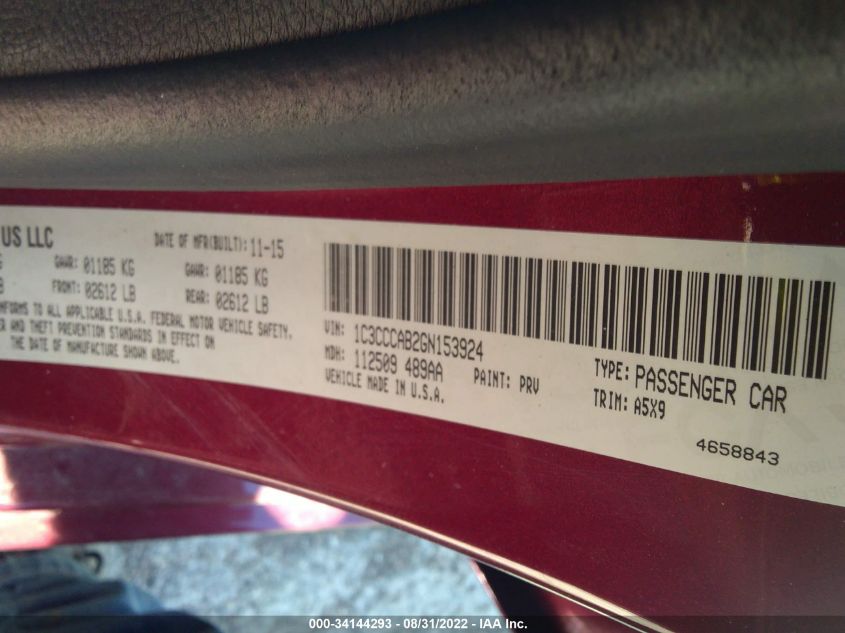 US LLC
DATE OF MFR(BUILT): 11-15
GAWR: 01185 KG GAWR: 01185 KG
FRONT: 02612 LB REAR: 02612 LB
TO ALL APPLICABLE U.S.A. FEDERAL MOTOR VEHICLE SAFETY,
AND THEFT PREVENTION STANDARDS IN EFFECT ON
THE DATE OF MANUFACTURE SHOWN ABOVE.
VIN: 1C3CCCAB2GN153924
MDH: 112509 489AA
PAINT: PRV
VEHICLE MADE IN U.S.A.
TYPE: PASSENGER CAR
TRIM: A5X9
4658843
000-34144293 - 08/31/2022 - IAA Inc.